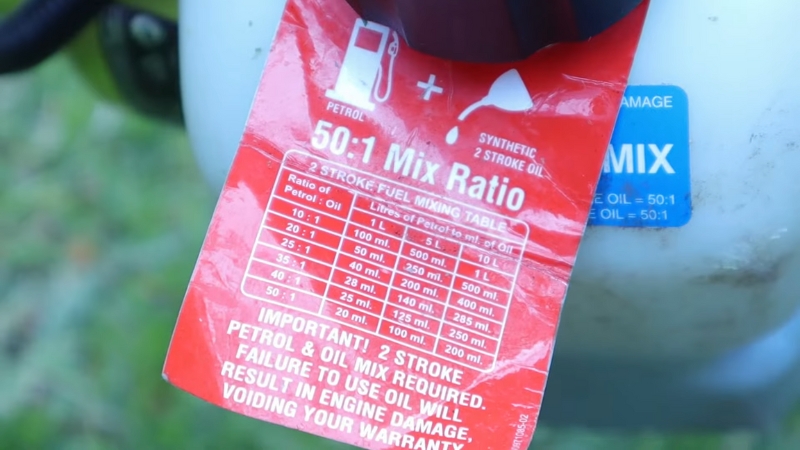 PETROL
+
SYNTHETIC
2 STROKE OIL
50:1 Mix Ratio
2 STROKE FUEL MIXING TABLE
Ratio of Petrol : Oil
Litres of Petrol to ml. of Oil
1 L 5 L 10 L
10 : 1 100 ml. 500 ml. 1 L
20 : 1 50 ml. 250 ml. 500 ml.
25 : 1 40 ml. 200 ml. 400 ml.
35 : 1 28 ml. 140 ml. 285 ml.
40 : 1 25 ml. 125 ml. 250 ml.
50 : 1 20 ml. 100 ml. 200 ml.
IMPORTANT! 2 STROKE
PETROL & OIL MIX REQUIRED.
FAILURE TO USE OIL WILL
RESULT IN ENGINE DAMAGE,
VOIDING YOUR WARRANTY
AMAGE
MIX
E OIL = 50:1
E OIL = 50:1